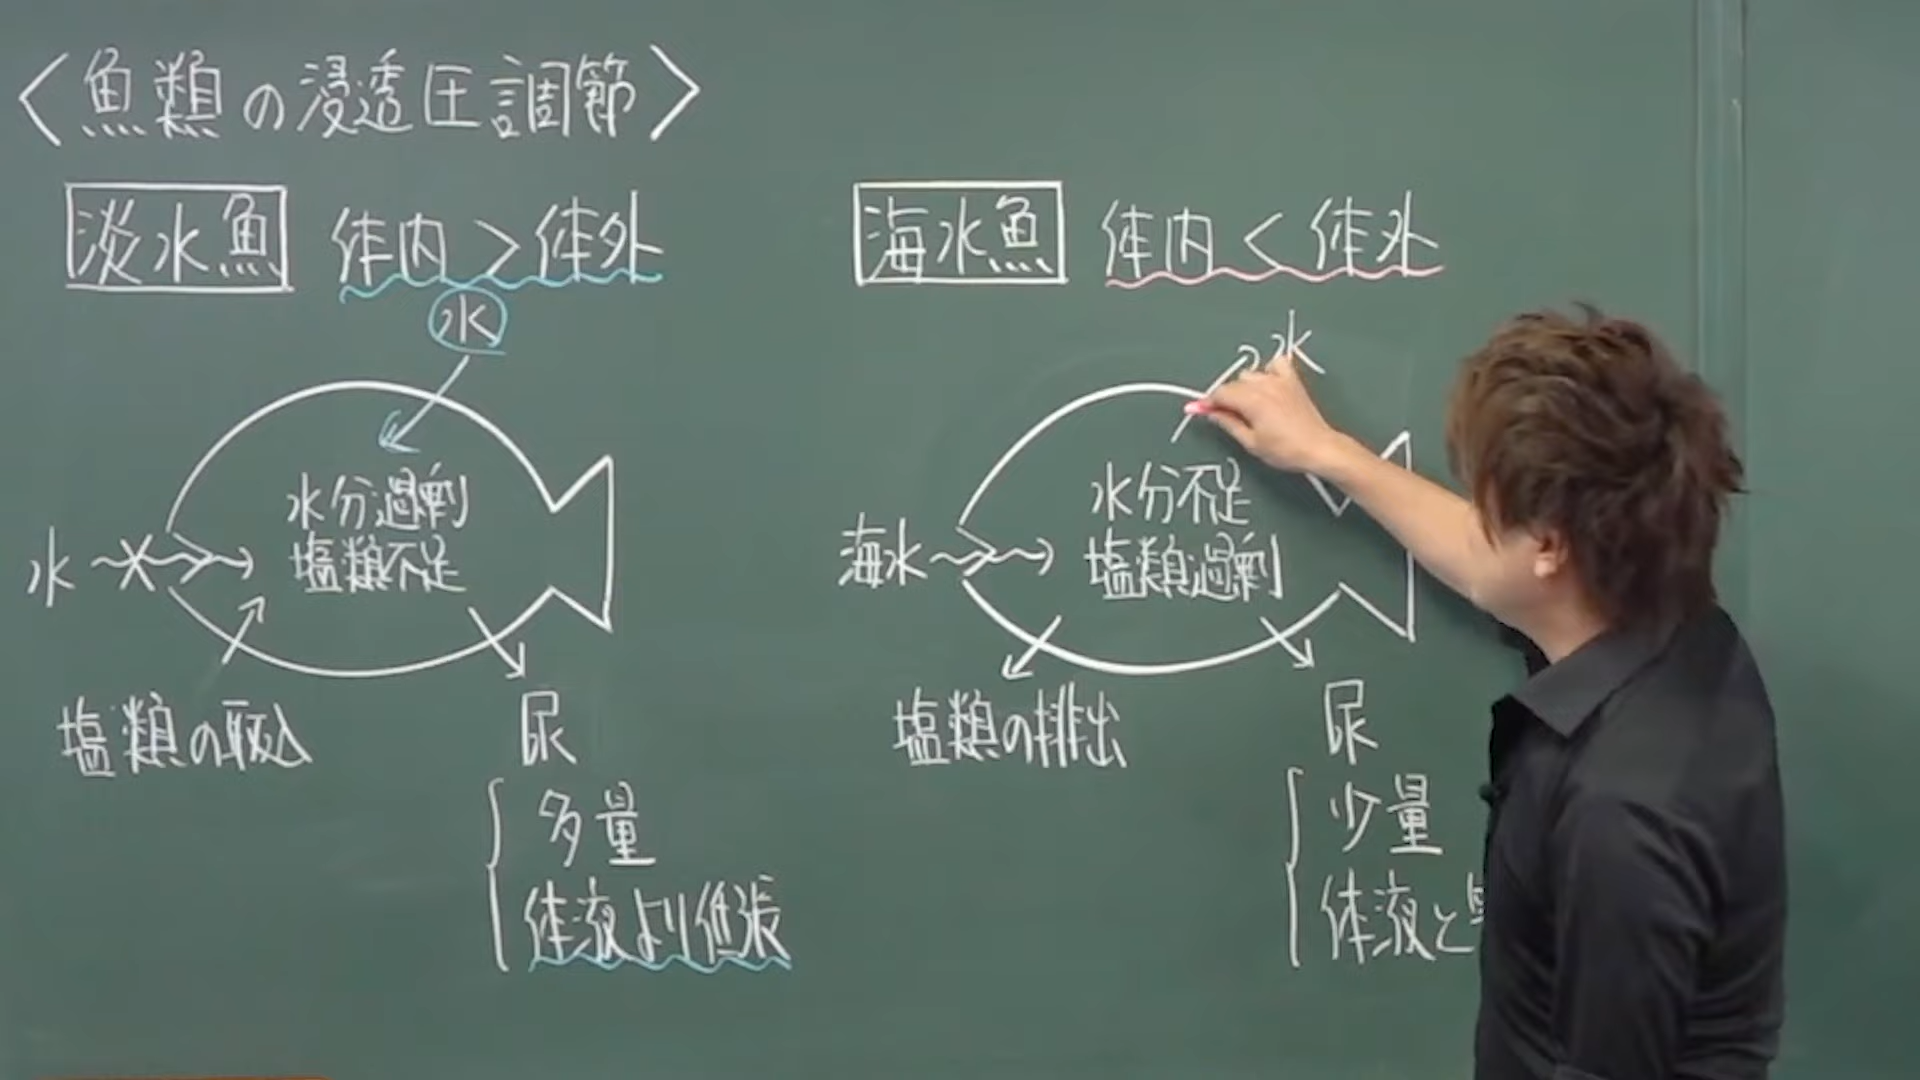 〈魚類の浸透圧調節〉
淡水魚 体内>体外
水
水分過剰
塩類不足
水
塩類の取込
尿
多量
体液より低張
海水魚 体内<体外
水
水分不足
塩類過剰
海水
塩類の排出
尿
少量
体液と